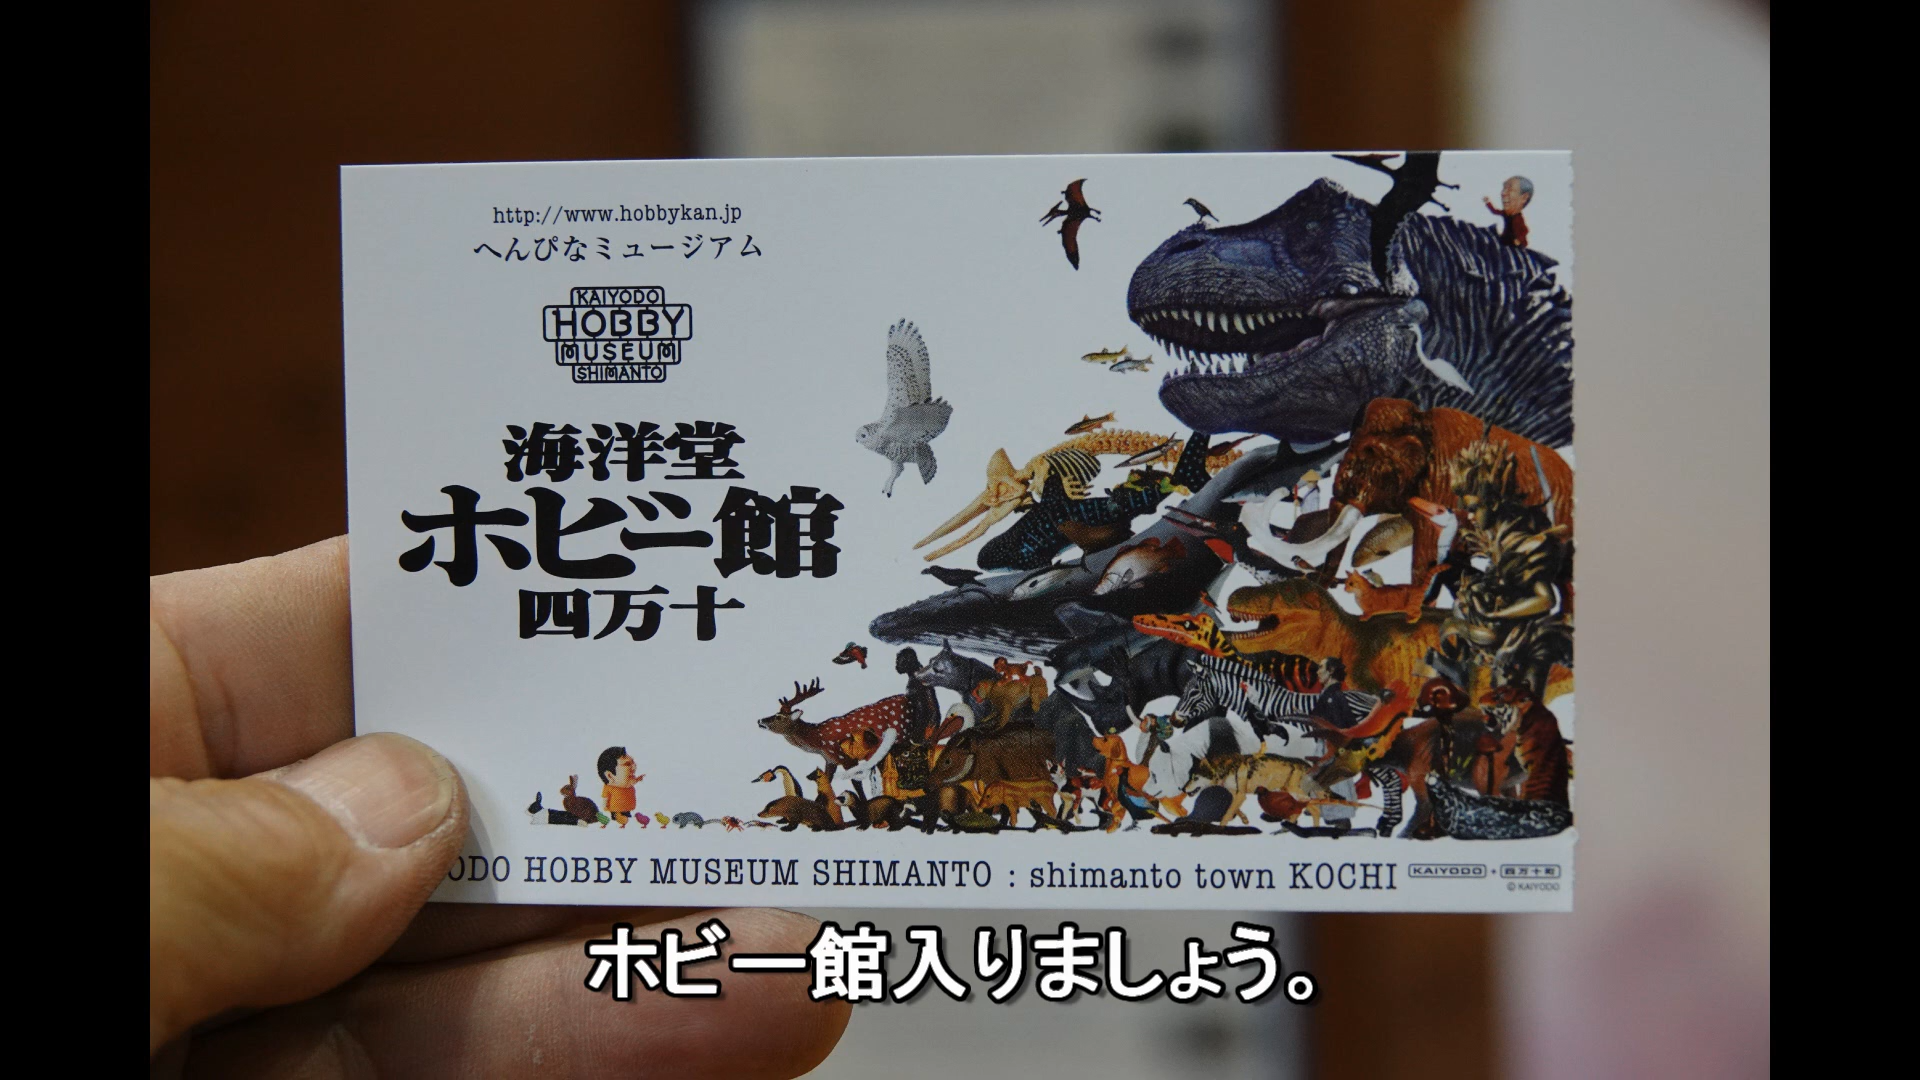 http://www.hobbykan.jp
へんぴなミュージアム
KAIYODO
HOBBY
MUSEUM
SHIMANTO
海洋堂
ホビー館
四万十
ODO HOBBY MUSEUM SHIMANTO : shimanto town KOCHI KAIYODO + 四万十町
© KAIYODO
ホビー館入りましょう。